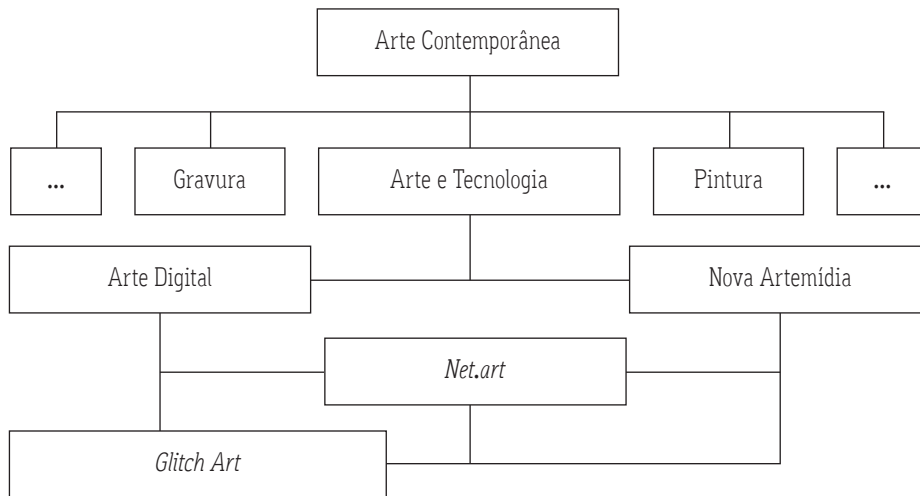 Arte Contemporânea
...
Gravura
Arte e Tecnologia
Pintura
...
Arte Digital
Nova Artemídia
Net.art
Glitch Art